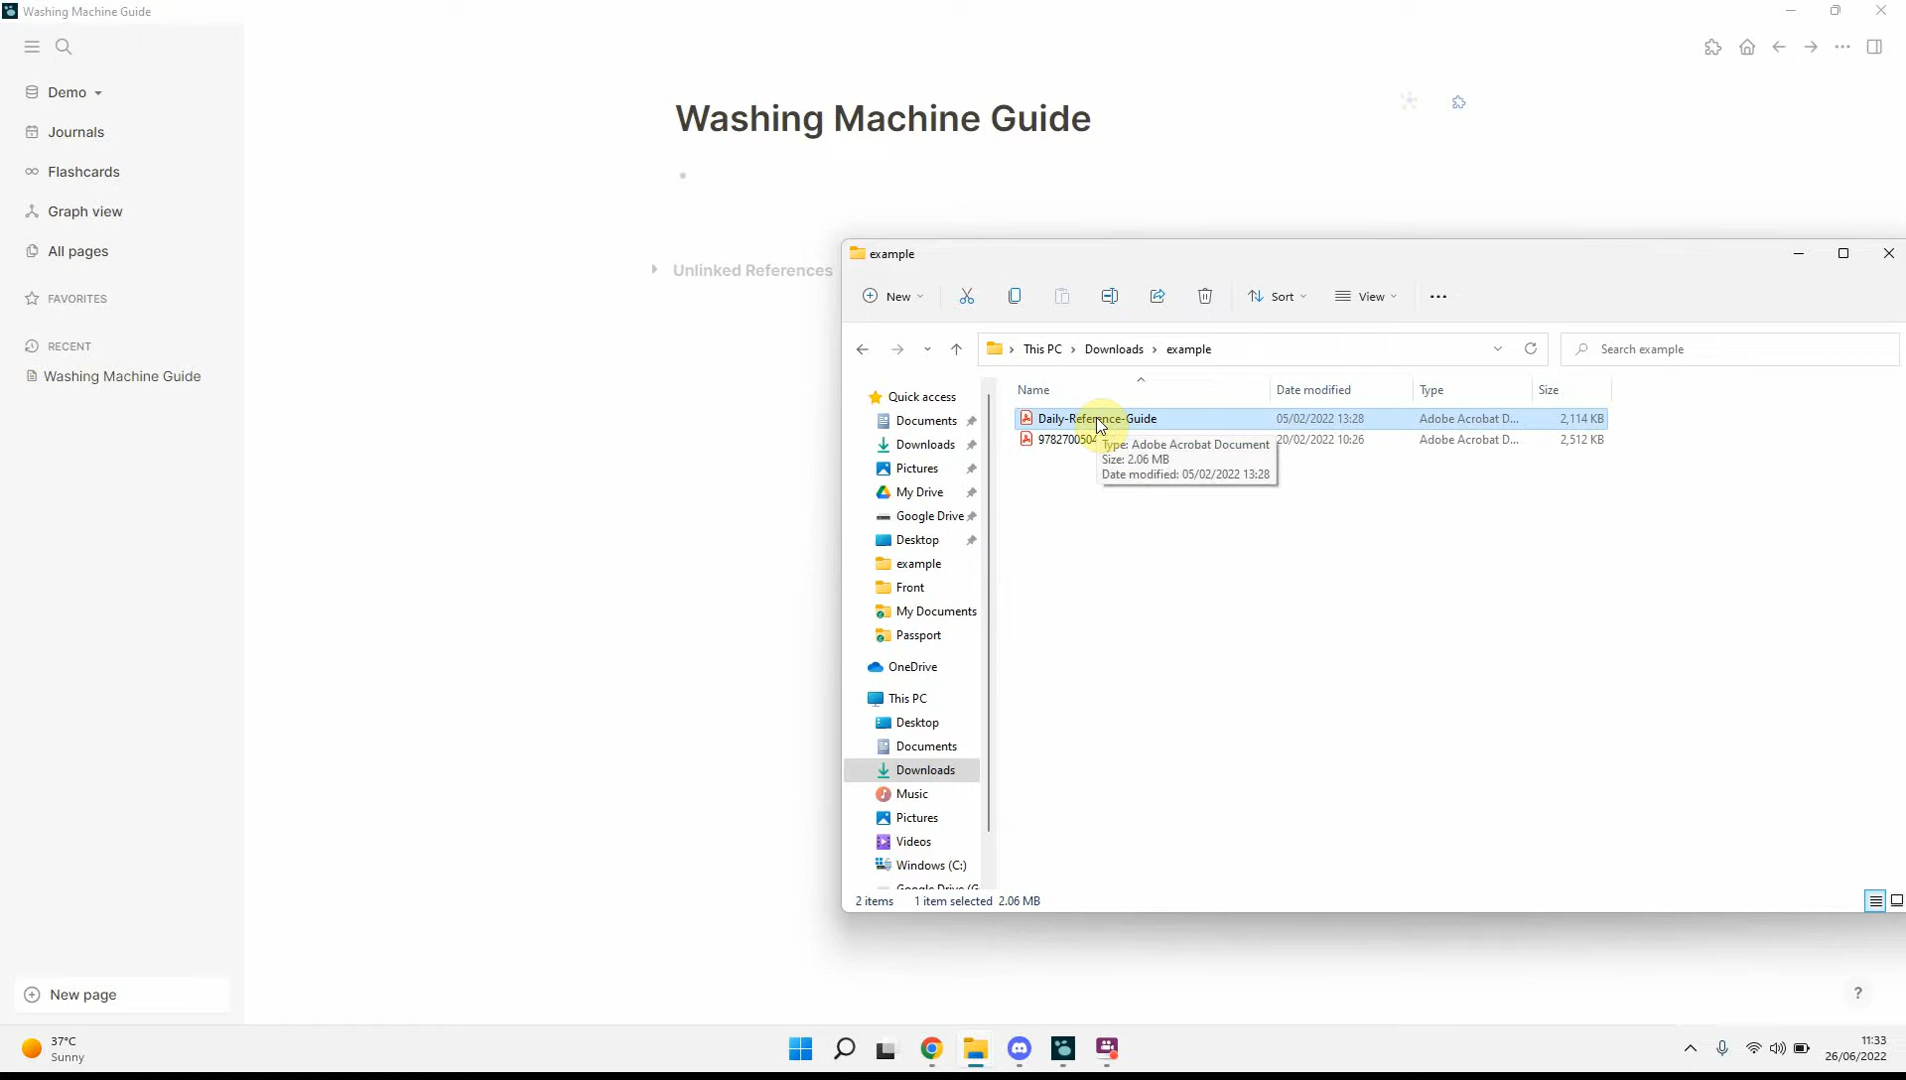 Washing Machine Guide
Demo
Journals
Flashcards
Graph view
All pages
FAVORITES
RECENT
Washing Machine Guide
New page
Washing Machine Guide
Unlinked References
example
New
Sort
View
This PC > Downloads > example
Search example
Quick access
Documents
Downloads
Pictures
My Drive
Google Drive
Desktop
example
Front
My Documents
Passport
OneDrive
This PC
Desktop
Documents
Downloads
Music
Pictures
Videos
Windows (C:)
Google Drive (G
Name Date modified Type Size
Daily-Reference-Guide 05/02/2022 13:28 Adobe Acrobat D... 2,114 KB
9782700504 20/02/2022 10:26 Adobe Acrobat D... 2,512 KB
Type: Adobe Acrobat Document
Size: 2.06 MB
Date modified: 05/02/2022 13:28
2 items 1 item selected 2.06 MB
?
37°C
Sunny
11:33
26/06/2022